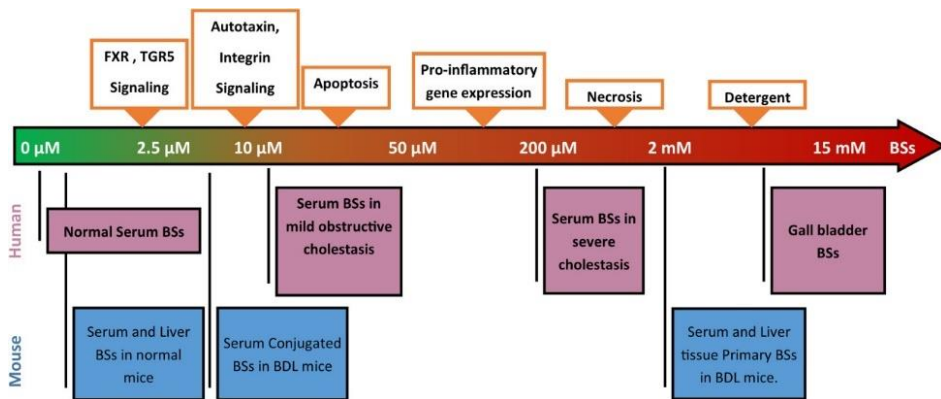 FXR , TGR5
Signaling
Autotaxin,
Integrin
Signaling
Apoptosis
Pro-inflammatory
gene expression
Necrosis
Detergent
0 µM 2.5 µM 10 µM 50 µM 200 µM 2 mM 15 mM BSs
Human
Normal Serum BSs
Serum BSs in
mild obstructive
cholestasis
Serum BSs in
severe
cholestasis
Gall bladder
BSs
Mouse
Serum and Liver
BSs in normal
mice
Serum Conjugated
BSs in BDL mice
Serum and Liver
tissue Primary BSs
in BDL mice.